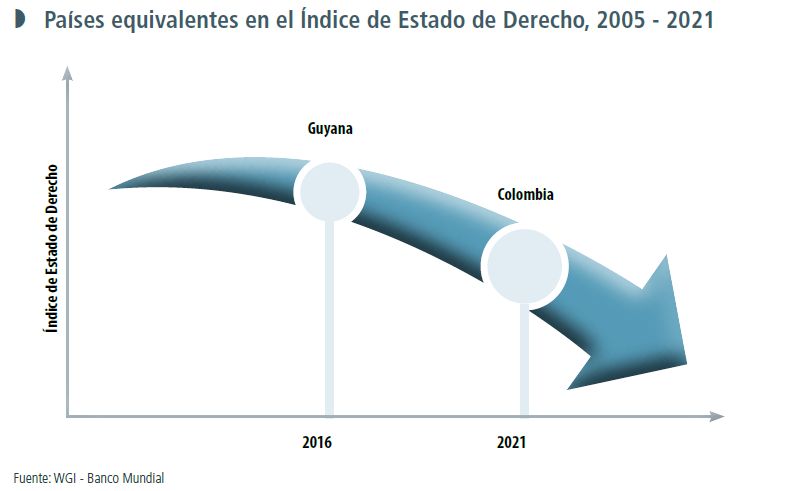 Países equivalentes en el Índice de Estado de Derecho, 2005 - 2021
Guyana
Colombia
Índice de Estado de Derecho
2016
2021
Fuente: WGI - Banco Mundial